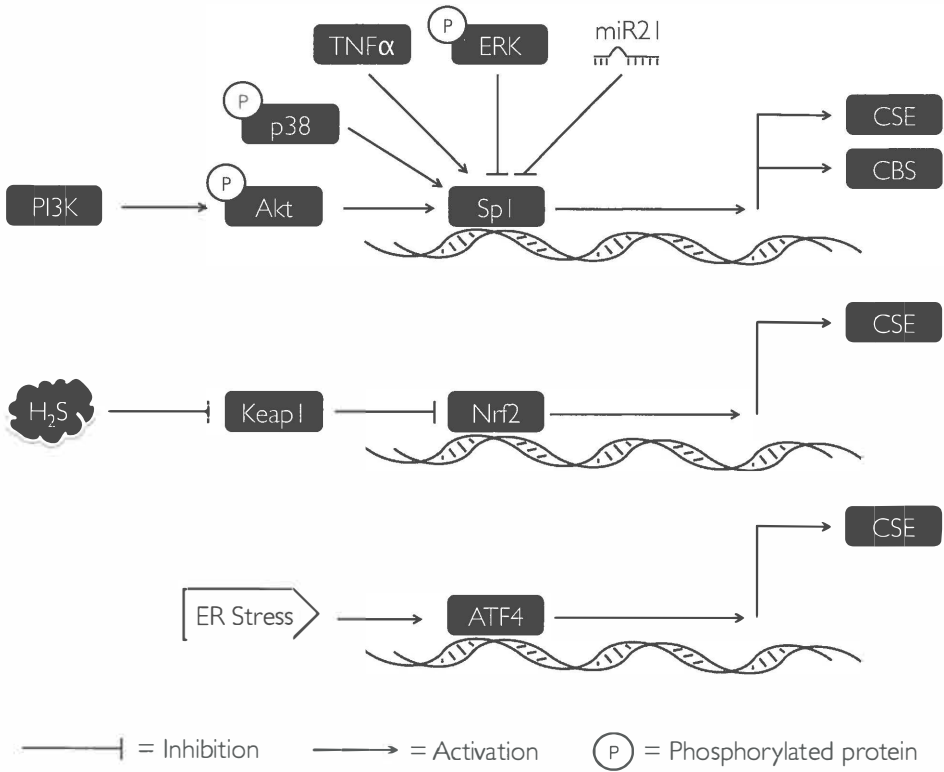 P
TNFα
ERK
miR21
P
p38
CSE
CBS
PI3K
P
Akt
Sp1
CSE
H₂S
Keap1
Nrf2
CSE
ER Stress
ATF4
= Inhibition
= Activation
P = Phosphorylated protein